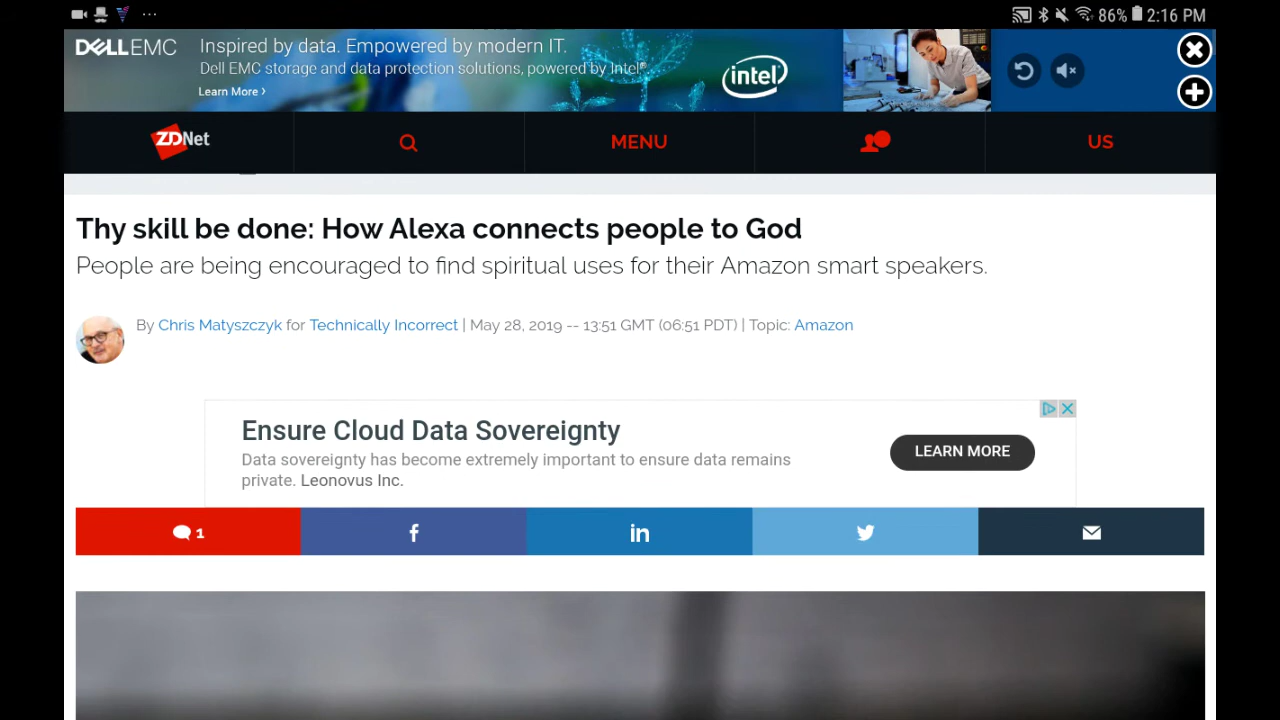 86% 2:16 PM
DELLEMC Inspired by data. Empowered by modern IT.
Dell EMC storage and data protection solutions, powered by Intel®
Learn More ›
intel
ZDNet MENU US
Thy skill be done: How Alexa connects people to God
People are being encouraged to find spiritual uses for their Amazon smart speakers.
By Chris Matyszczyk for Technically Incorrect | May 28, 2019 -- 13:51 GMT (06:51 PDT) | Topic: Amazon
Ensure Cloud Data Sovereignty
Data sovereignty has become extremely important to ensure data remains
private. Leonovus Inc.
LEARN MORE
1 f in